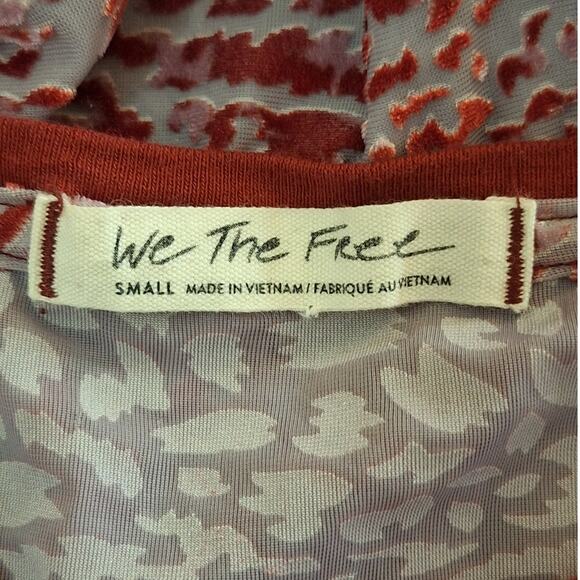 We The Free
SMALL MADE IN VIETNAM / FABRIQUÉ AU VIETNAM